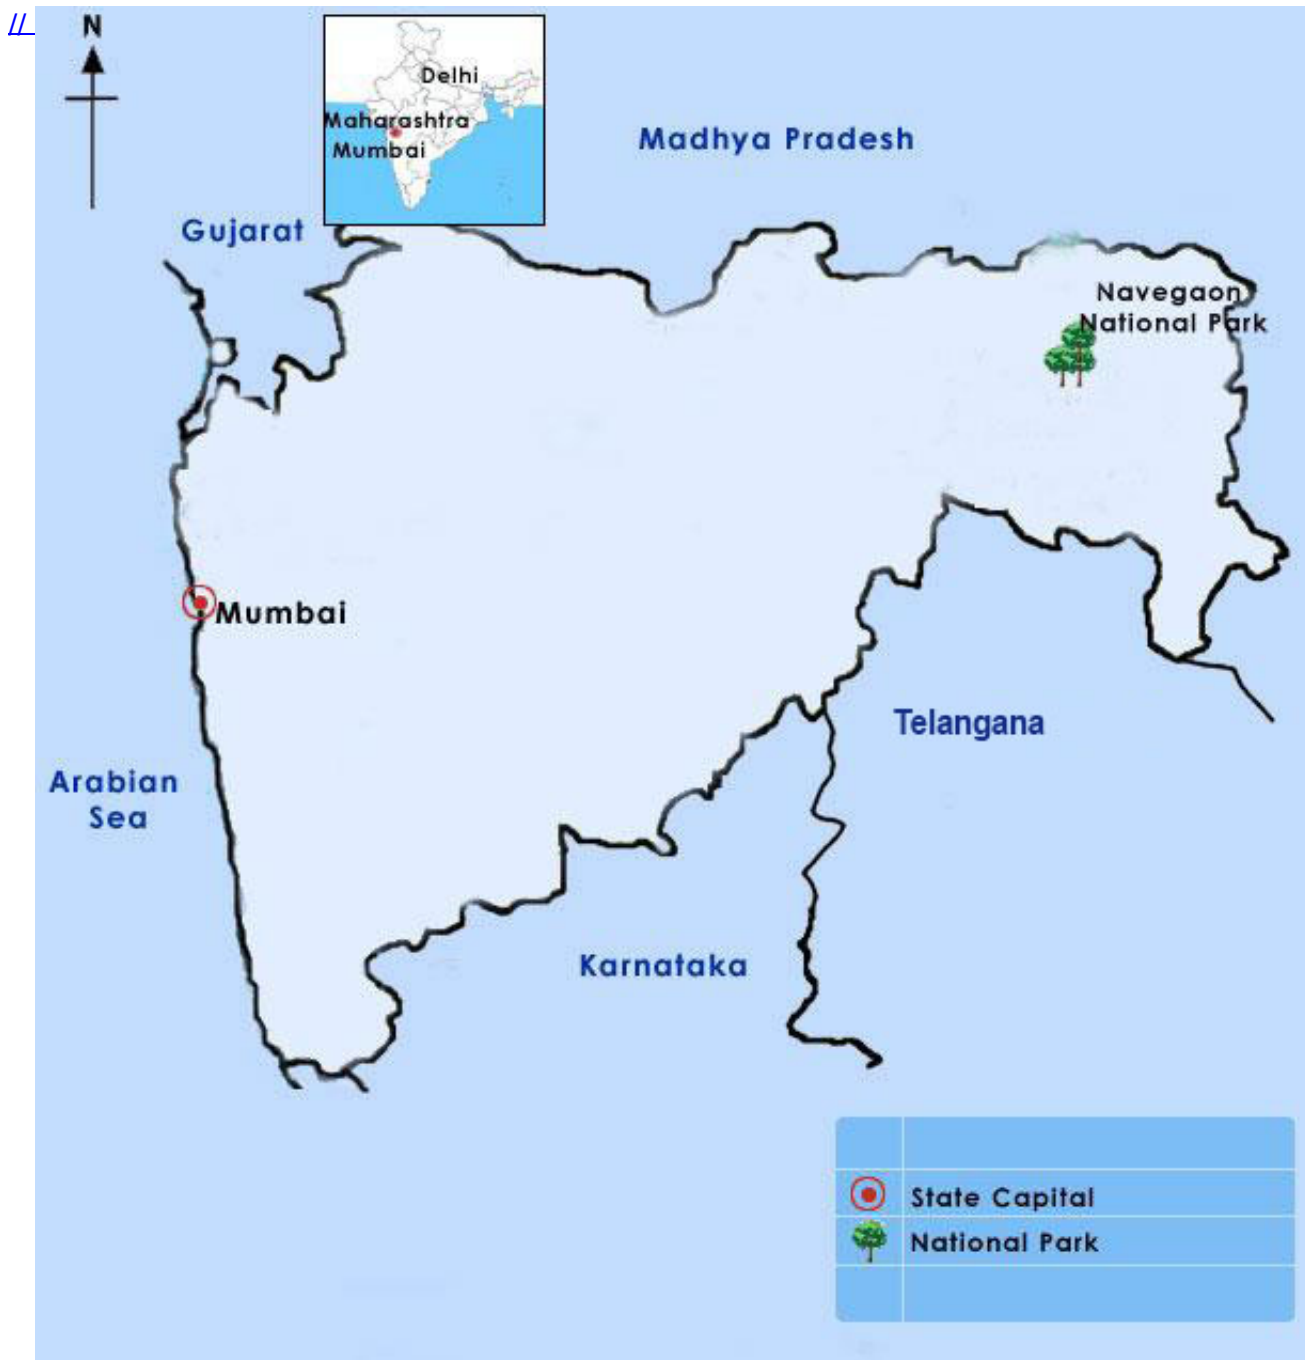 //
N
Delhi
Maharashtra
Mumbai
Madhya Pradesh
Gujarat
Navegaon
National Park
Mumbai
Telangana
Arabian
Sea
Karnataka
State Capital
National Park